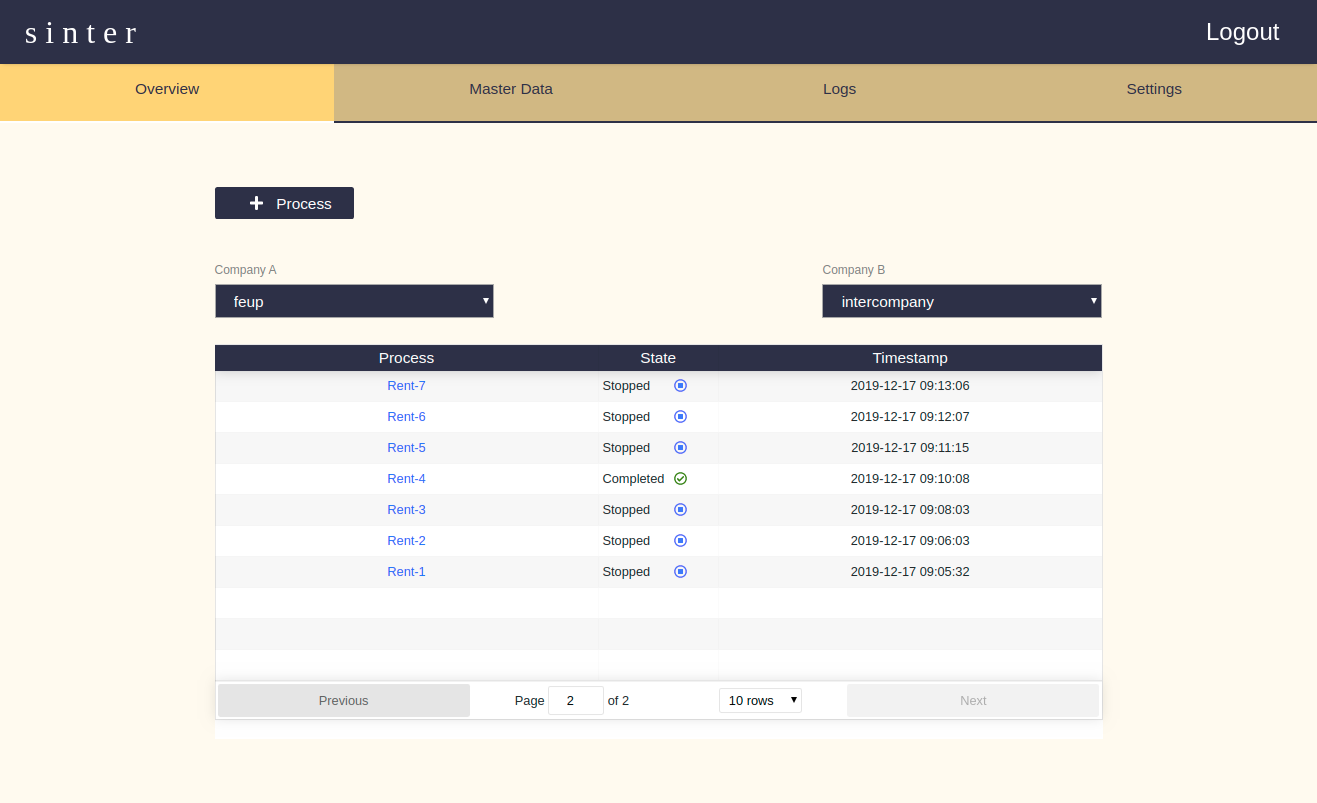 sinter Logout
Overview Master Data Logs Settings
Process
Company A Company B
feup intercompany
Process State Timestamp
Rent-7 Stopped 2019-12-17 09:13:06
Rent-6 Stopped 2019-12-17 09:12:07
Rent-5 Stopped 2019-12-17 09:11:15
Rent-4 Completed 2019-12-17 09:10:08
Rent-3 Stopped 2019-12-17 09:08:03
Rent-2 Stopped 2019-12-17 09:06:03
Rent-1 Stopped 2019-12-17 09:05:32
Previous Page 2 of 2 10 rows Next